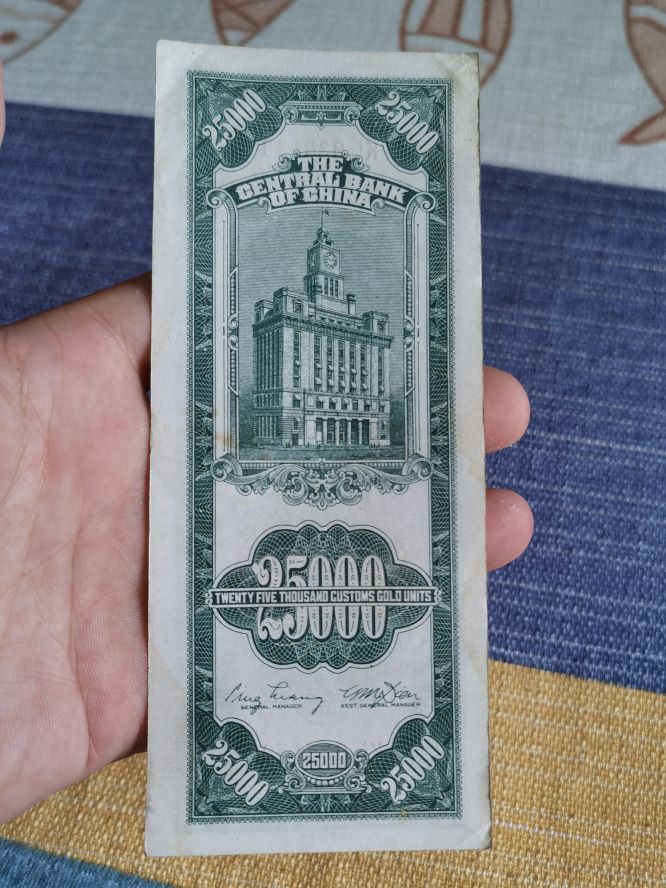 25000 25000
THE
CENTRAL BANK
OF CHINA
25000
TWENTY FIVE THOUSAND CUSTOMS GOLD UNITS
GENERAL MANAGER ASST GENERAL MANAGER
25000 25000 25000